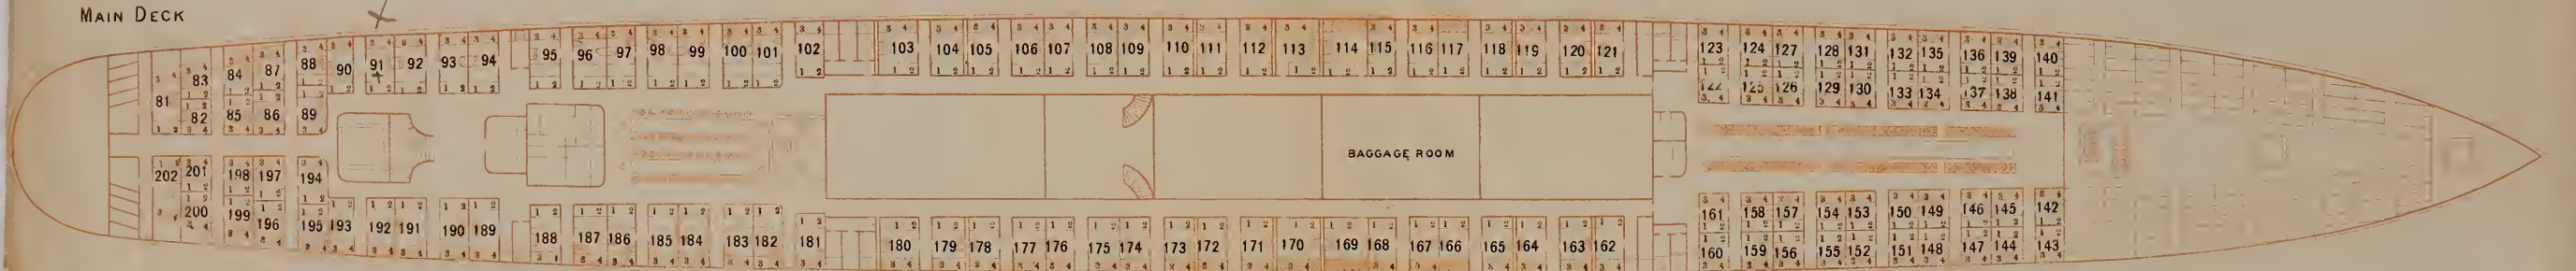 MAIN DECK
83 84 87 88 90 91 92 93 94 95 96 97 98 99 100 101 102 103 104 105 106 107 108 109 110 111 112 113 114 115 116 117 118 119 120 121 123 124 127 128 131 132 135 136 139 140
81 82 85 86 89 122 125 126 129 130 133 134 137 138 141
BAGGAGE ROOM
202 201 198 197 194 161 158 157 154 153 150 149 146 145 142
200 199 196 195 193 192 191 190 189 188 187 186 185 184 183 182 181 180 179 178 177 176 175 174 173 172 171 170 169 168 167 166 165 164 163 162 160 159 156 155 152 151 148 147 144 143